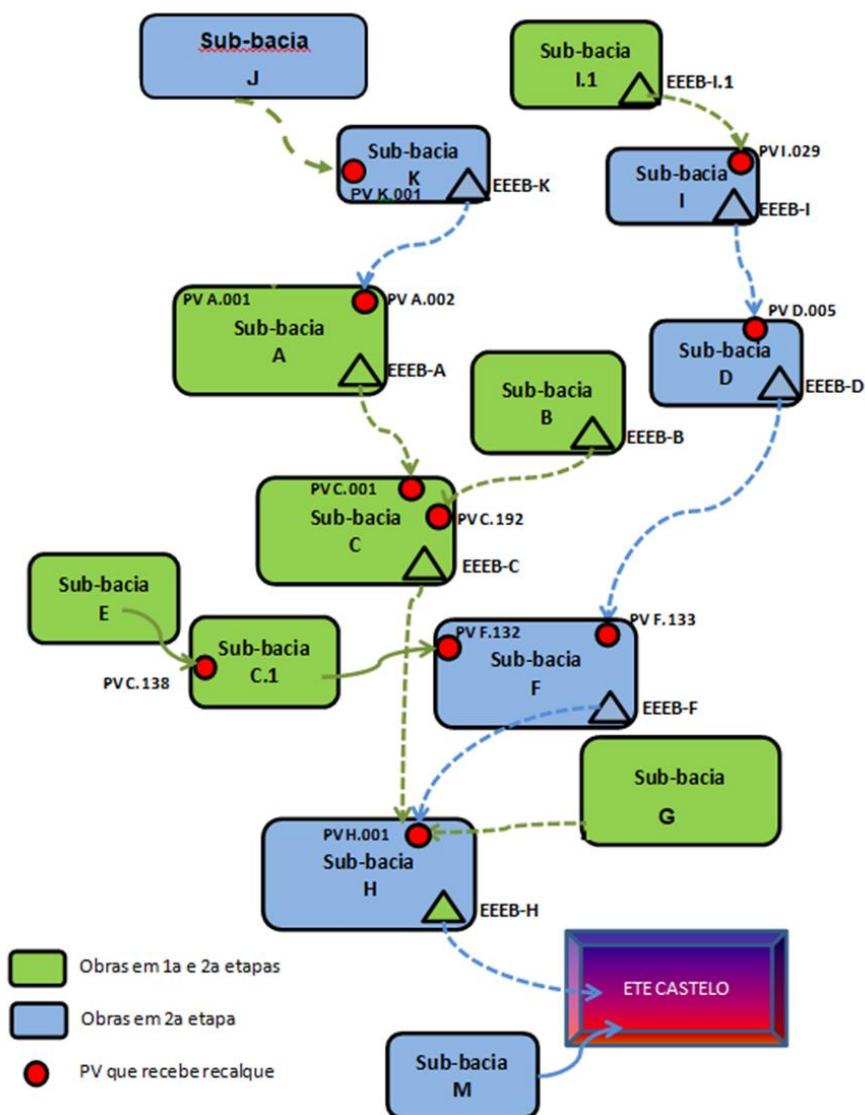 Sub-bacia
J
Sub-bacia
I.1
EEEB-I.1
Sub-bacia
K
PV K.001
EEEB-K
PV I.029
Sub-bacia
I
EEEB-I
PV A.001
PV A.002
Sub-bacia
A
EEEB-A
PV D.005
Sub-bacia
D
EEEB-D
Sub-bacia
B
EEEB-B
PV C.001
Sub-bacia
C
PV C.192
EEEB-C
Sub-bacia
E
PV C.138
Sub-bacia
C.1
PV F.132
PV F.133
Sub-bacia
F
EEEB-F
Sub-bacia
G
PV H.001
Sub-bacia
H
EEEB-H
ETE CASTELO
Sub-bacia
M
Obras em 1a e 2a etapas
Obras em 2a etapa
PV que recebe recalque